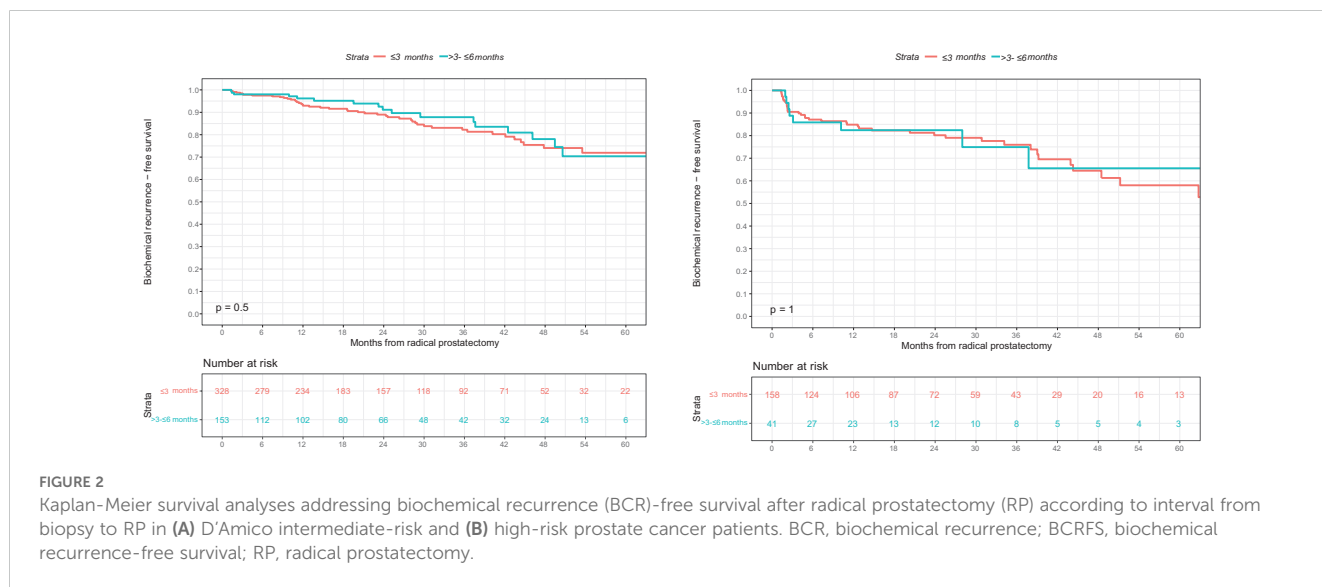 Strata ≤3 months >3- ≤6months
Biochemical recurrence – free survival
1.0
0.9
0.8
0.7
0.6
0.5
0.4
0.3
0.2
0.1
0.0
p = 0.5
0 6 12 18 24 30 36 42 48 54 60
Months from radical prostatectomy
Number at risk
Strata
≤3 months 328 279 234 183 157 118 92 71 52 32 22
>3-≤6months 153 112 102 80 66 48 42 32 24 13 6
0 6 12 18 24 30 36 42 48 54 60
Strata ≤3 months >3- ≤6 months
Biochemical recurrence – free survival
1.0
0.9
0.8
0.7
0.6
0.5
0.4
0.3
0.2
0.1
0.0
p = 1
0 6 12 18 24 30 36 42 48 54 60
Months from radical prostatectomy
Number at risk
Strata
≤3 months 158 124 106 87 72 59 43 29 20 16 13
>3-≤6 months 41 27 23 13 12 10 8 5 5 4 3
0 6 12 18 24 30 36 42 48 54 60
FIGURE 2
Kaplan-Meier survival analyses addressing biochemical recurrence (BCR)-free survival after radical prostatectomy (RP) according to interval from
biopsy to RP in (A) D’Amico intermediate-risk and (B) high-risk prostate cancer patients. BCR, biochemical recurrence; BCRFS, biochemical
recurrence-free survival; RP, radical prostatectomy.